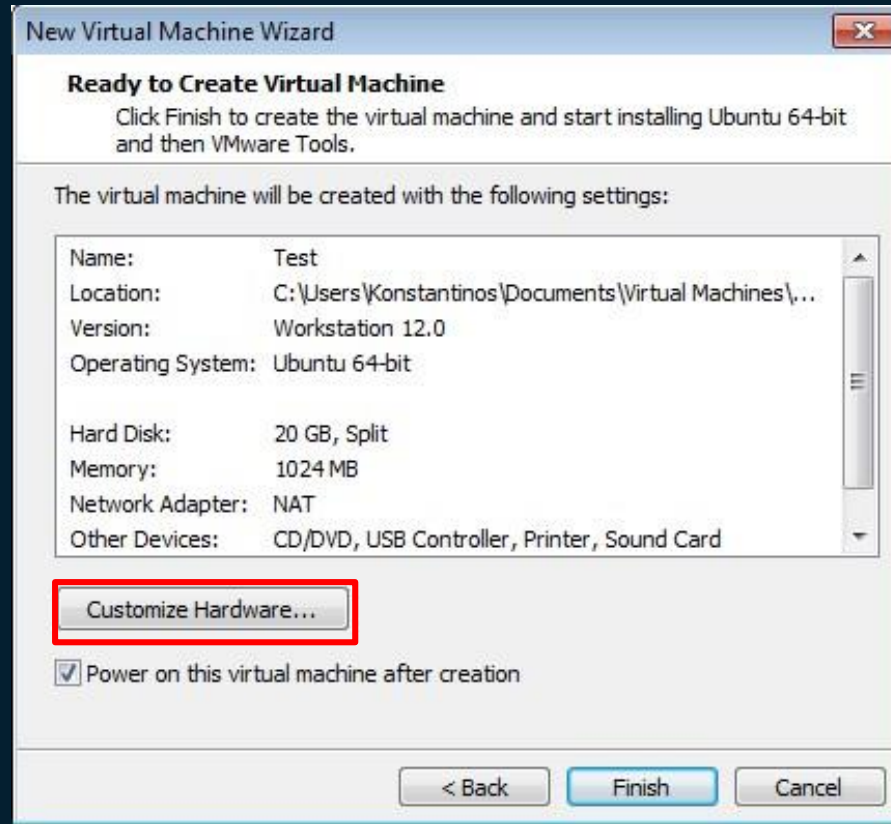 New Virtual Machine Wizard
Ready to Create Virtual Machine
Click Finish to create the virtual machine and start installing Ubuntu 64-bit
and then VMware Tools.
The virtual machine will be created with the following settings:
Name: Test
Location: C:\Users\Konstantinos\Documents\Virtual Machines\...
Version: Workstation 12.0
Operating System: Ubuntu 64-bit
Hard Disk: 20 GB, Split
Memory: 1024 MB
Network Adapter: NAT
Other Devices: CD/DVD, USB Controller, Printer, Sound Card
Customize Hardware...
Power on this virtual machine after creation
< Back Finish Cancel